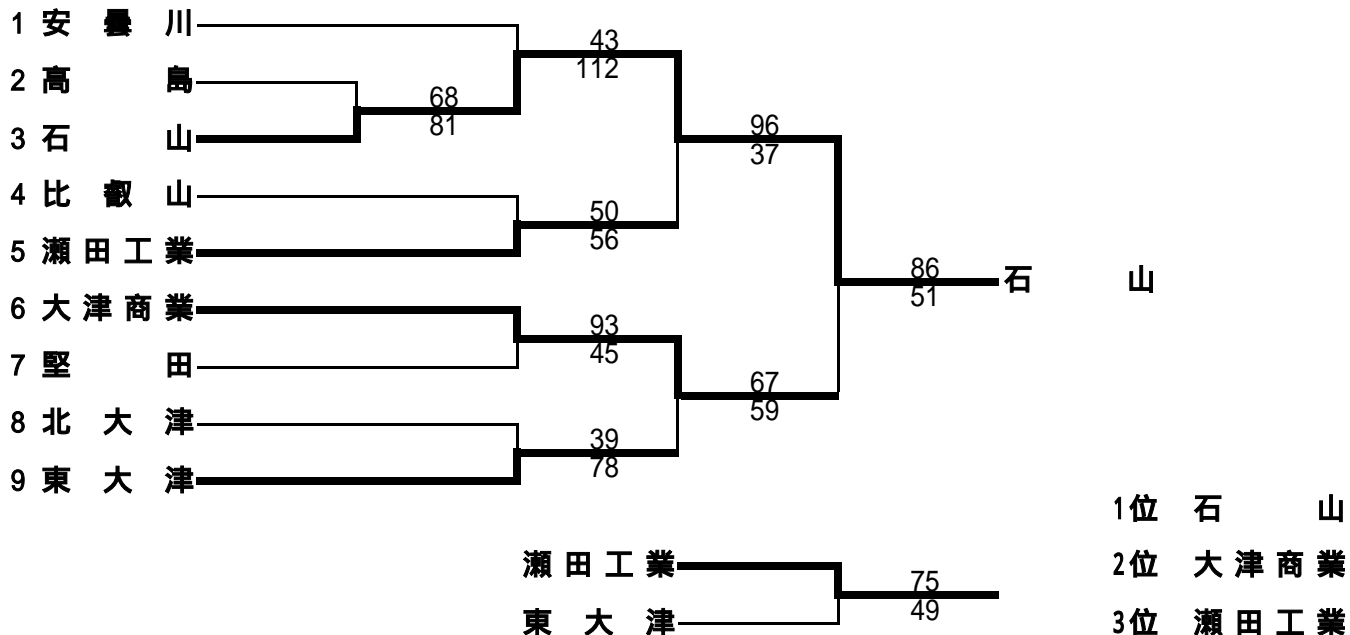 1 安曇川
43
112
2 高島
68
81
3 石山
96
37
4 比叡山
50
56
5 瀬田工業
86
51
石山
6 大津商業
93
45
7 堅田
67
59
8 北大津
39
78
9 東大津
1位 石山
瀬田工業
75
49
2位 大津商業
東大津
3位 瀬田工業